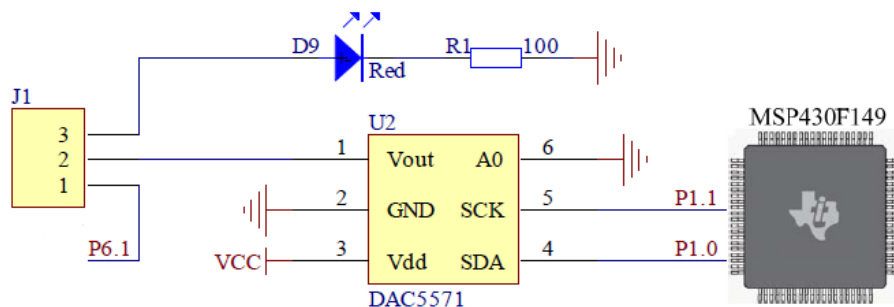 D9
Red
R1
100
J1
3
2
1
P6.1
U2
1
Vout
A0
6
2
GND
SCK
5
P1.1
VCC
3
Vdd
SDA
4
P1.0
DAC5571
MSP430F149